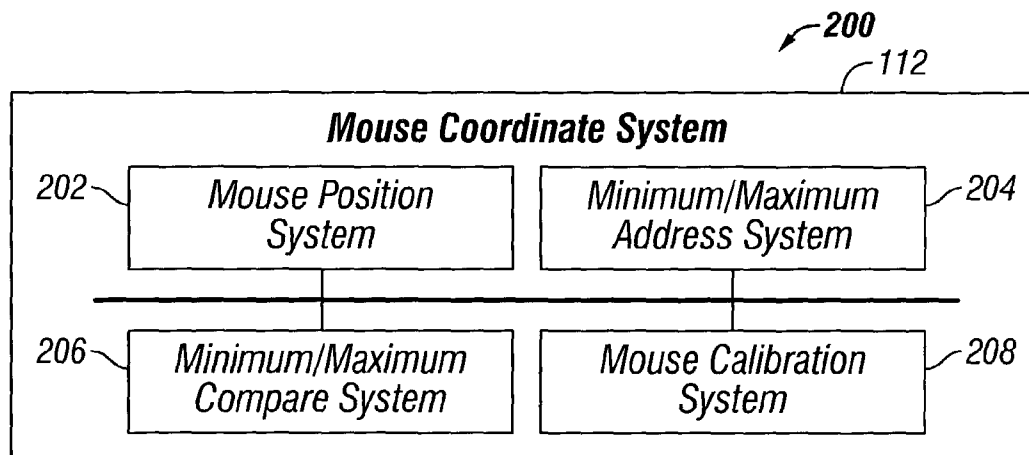 200
112
Mouse Coordinate System
202
Mouse Position
System
Minimum/Maximum
Address System
204
206
Minimum/Maximum
Compare System
Mouse Calibration
System
208